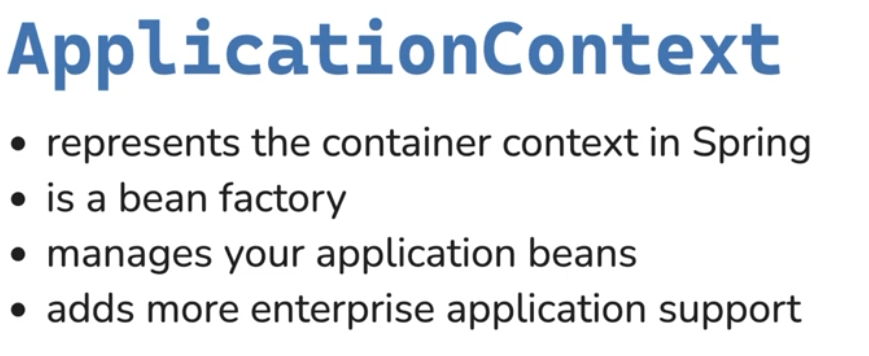 ApplicationContext
• represents the container context in Spring
• is a bean factory
• manages your application beans
• adds more enterprise application support